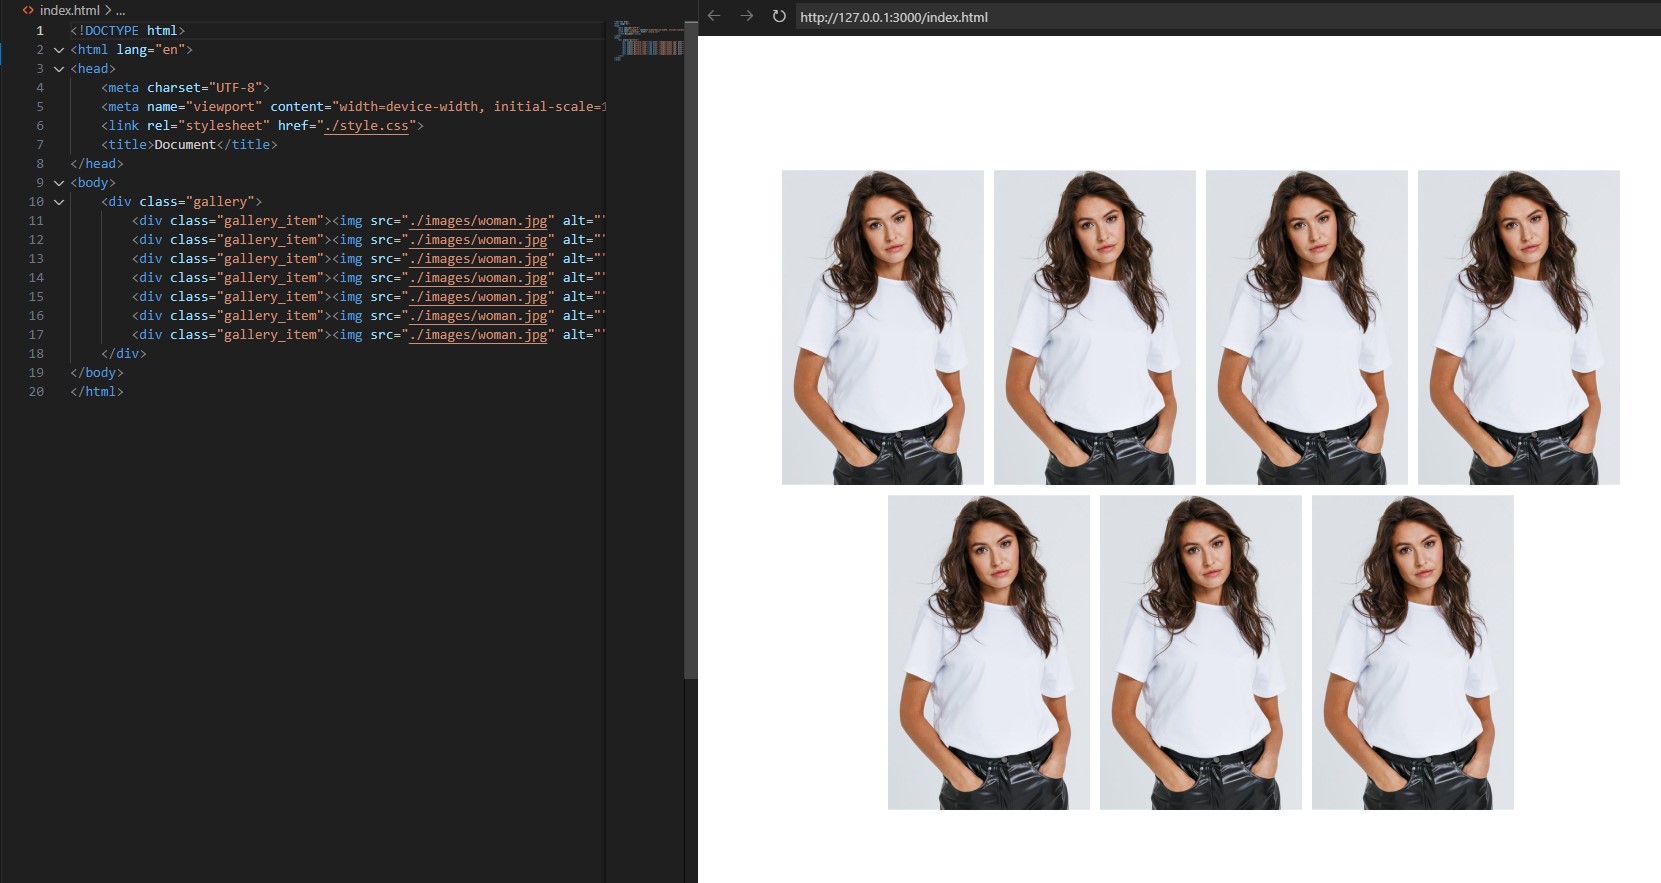 index.html > ...
http://127.0.0.1:3000/index.html
1 <!DOCTYPE html>
2 <html lang="en">
3 <head>
4 <meta charset="UTF-8">
5 <meta name="viewport" content="width=device-width, initial-scale=1
6 <link rel="stylesheet" href="./style.css">
7 <title>Document</title>
8 </head>
9 <body>
10 <div class="gallery">
11 <div class="gallery_item"><img src="./images/woman.jpg" alt=""
12 <div class="gallery_item"><img src="./images/woman.jpg" alt=""
13 <div class="gallery_item"><img src="./images/woman.jpg" alt=""
14 <div class="gallery_item"><img src="./images/woman.jpg" alt=""
15 <div class="gallery_item"><img src="./images/woman.jpg" alt=""
16 <div class="gallery_item"><img src="./images/woman.jpg" alt=""
17 <div class="gallery_item"><img src="./images/woman.jpg" alt=""
18 </div>
19 </body>
20 </html>